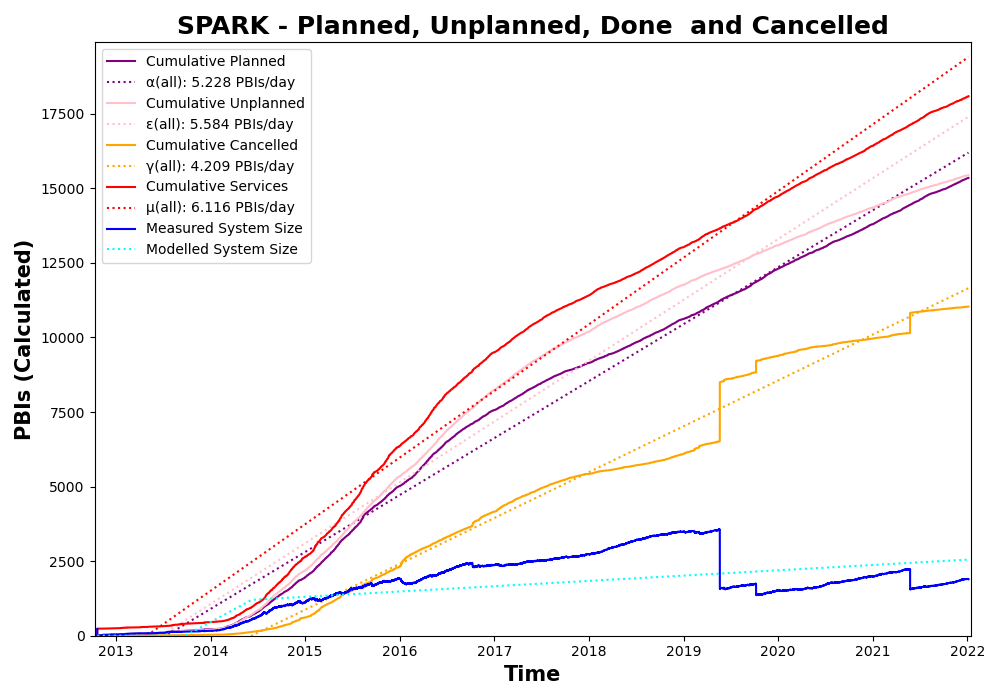 SPARK - Planned, Unplanned, Done  and Cancelled
Cumulative Planned
α(all): 5.228 PBIs/day
Cumulative Unplanned
ε(all): 5.584 PBIs/day
Cumulative Cancelled
γ(all): 4.209 PBIs/day
Cumulative Services
μ(all): 6.116 PBIs/day
Measured System Size
Modelled System Size
PBIs (Calculated)
17500
15000
12500
10000
7500
5000
2500
0
2013 2014 2015 2016 2017 2018 2019 2020 2021 2022
Time